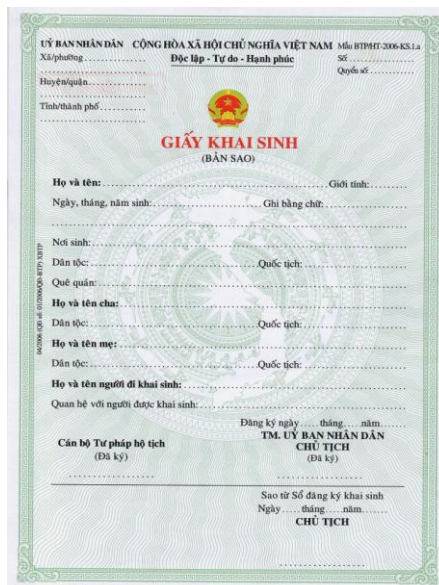 UỶ BAN NHÂN DÂN CỘNG HÒA XÃ HỘI CHỦ NGHĨA VIỆT NAM Mẫu BTP/HT-2006-KS.1.a
Xã/phường.................. Độc lập - Tự do - Hạnh phúc Số..................
.................. Quyển số:..................
Huyện/quận..................
..................
Tỉnh/thành phố..................
..................
GIẤY KHAI SINH
(BẢN SAO)
Họ và tên:.................. Giới tính:..................
Ngày, tháng, năm sinh:.................. Ghi bằng chữ:..................
..................
Nơi sinh:..................
Dân tộc:.................. Quốc tịch:..................
Quê quán:..................
Họ và tên cha:..................
Dân tộc:.................. Quốc tịch:..................
Họ và tên mẹ:..................
Dân tộc:.................. Quốc tịch:..................
Họ và tên người đi khai sinh:..................
Quan hệ với người được khai sinh:..................
Đăng ký ngày.....tháng.....năm.......
Cán bộ Tư pháp hộ tịch TM. UỶ BAN NHÂN DÂN
CHỦ TỊCH
(Đã ký) (Đã ký)
.................. ..................
Sao từ Sổ đăng ký khai sinh
Ngày.....tháng.....năm.......
CHỦ TỊCH
..................